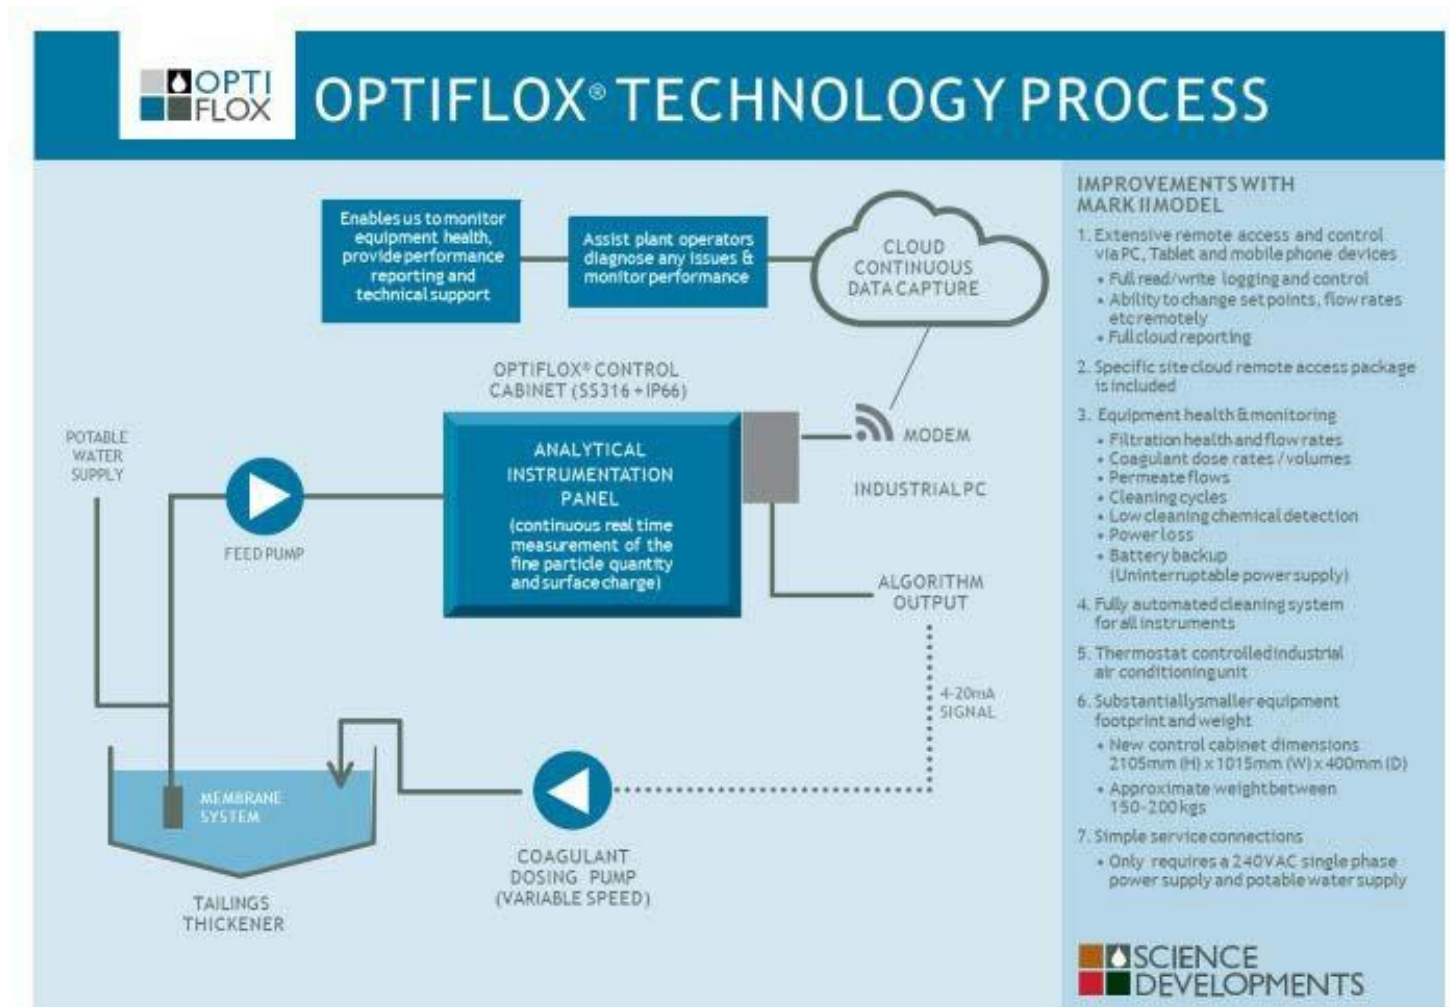 OPTI
FLOX
OPTIFLOX® TECHNOLOGY PROCESS
Enables us to monitor
equipment health,
provide performance
reporting and
technical support
Assist plant operators
diagnose any issues &
monitor performance
CLOUD
CONTINUOUS
DATA CAPTURE
OPTIFLOX® CONTROL
CABINET (SS316 + IP66)
POTABLE
WATER
SUPPLY
FEED PUMP
ANALYTICAL
INSTRUMENTATION
PANEL
(continuous real time
measurement of the
fine particle quantity
and surface charge)
MODEM
INDUSTRIAL PC
ALGORITHM
OUTPUT
4-20mA
SIGNAL
MEMBRANE
SYSTEM
TAILINGS
THICKENER
COAGULANT
DOSING PUMP
(VARIABLE SPEED)
IMPROVEMENTS WITH
MARK II MODEL
1. Extensive remote access and control
via PC, Tablet and mobile phone devices
• Full read/write logging and control
• Ability to change set points, flow rates
etc remotely
• Full cloud reporting
2. Specific site cloud remote access package
is included
3. Equipment health & monitoring
• Filtration health and flow rates
• Coagulant dose rates / volumes
• Permeate flows
• Cleaning cycles
• Low cleaning chemical detection
• Power loss
• Battery backup
(Uninterruptable power supply)
4. Fully automated cleaning system
for all instruments
5. Thermostat controlled industrial
air conditioning unit
6. Substantially smaller equipment
footprint and weight
• New control cabinet dimensions
2105mm (H) x 1015mm (W) x 400mm (D)
• Approximate weight between
150-200 kgs
7. Simple service connections
• Only requires a 240VAC single phase
power supply and potable water supply
SCIENCE
DEVELOPMENTS